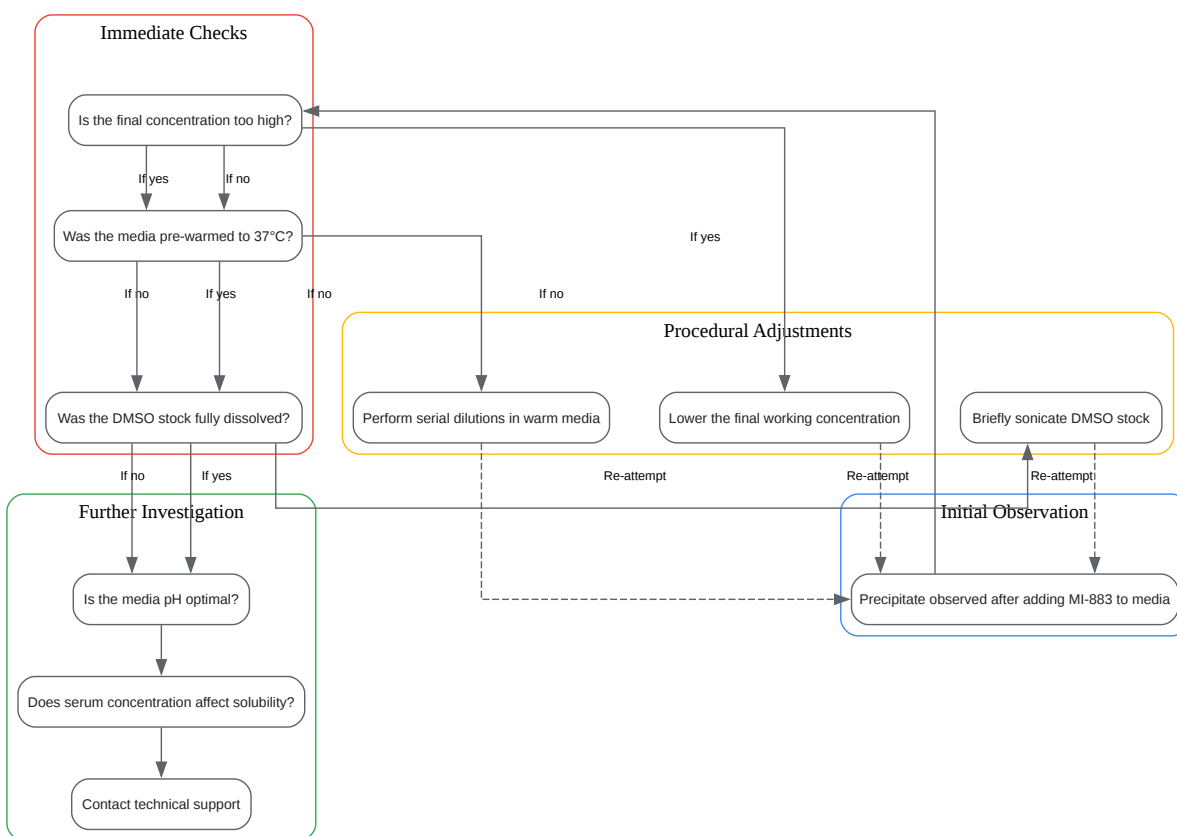 Immediate Checks
Is the final concentration too high?
If yes
If no
Was the media pre-warmed to 37°C?
If yes
If no
If yes
If no
If no
Procedural Adjustments
Was the DMSO stock fully dissolved?
Perform serial dilutions in warm media
Lower the final working concentration
Briefly sonicate DMSO stock
If no
If yes
Re-attempt
Re-attempt
Re-attempt
Further Investigation
Initial Observation
Is the media pH optimal?
Precipitate observed after adding MI-883 to media
Does serum concentration affect solubility?
Contact technical support